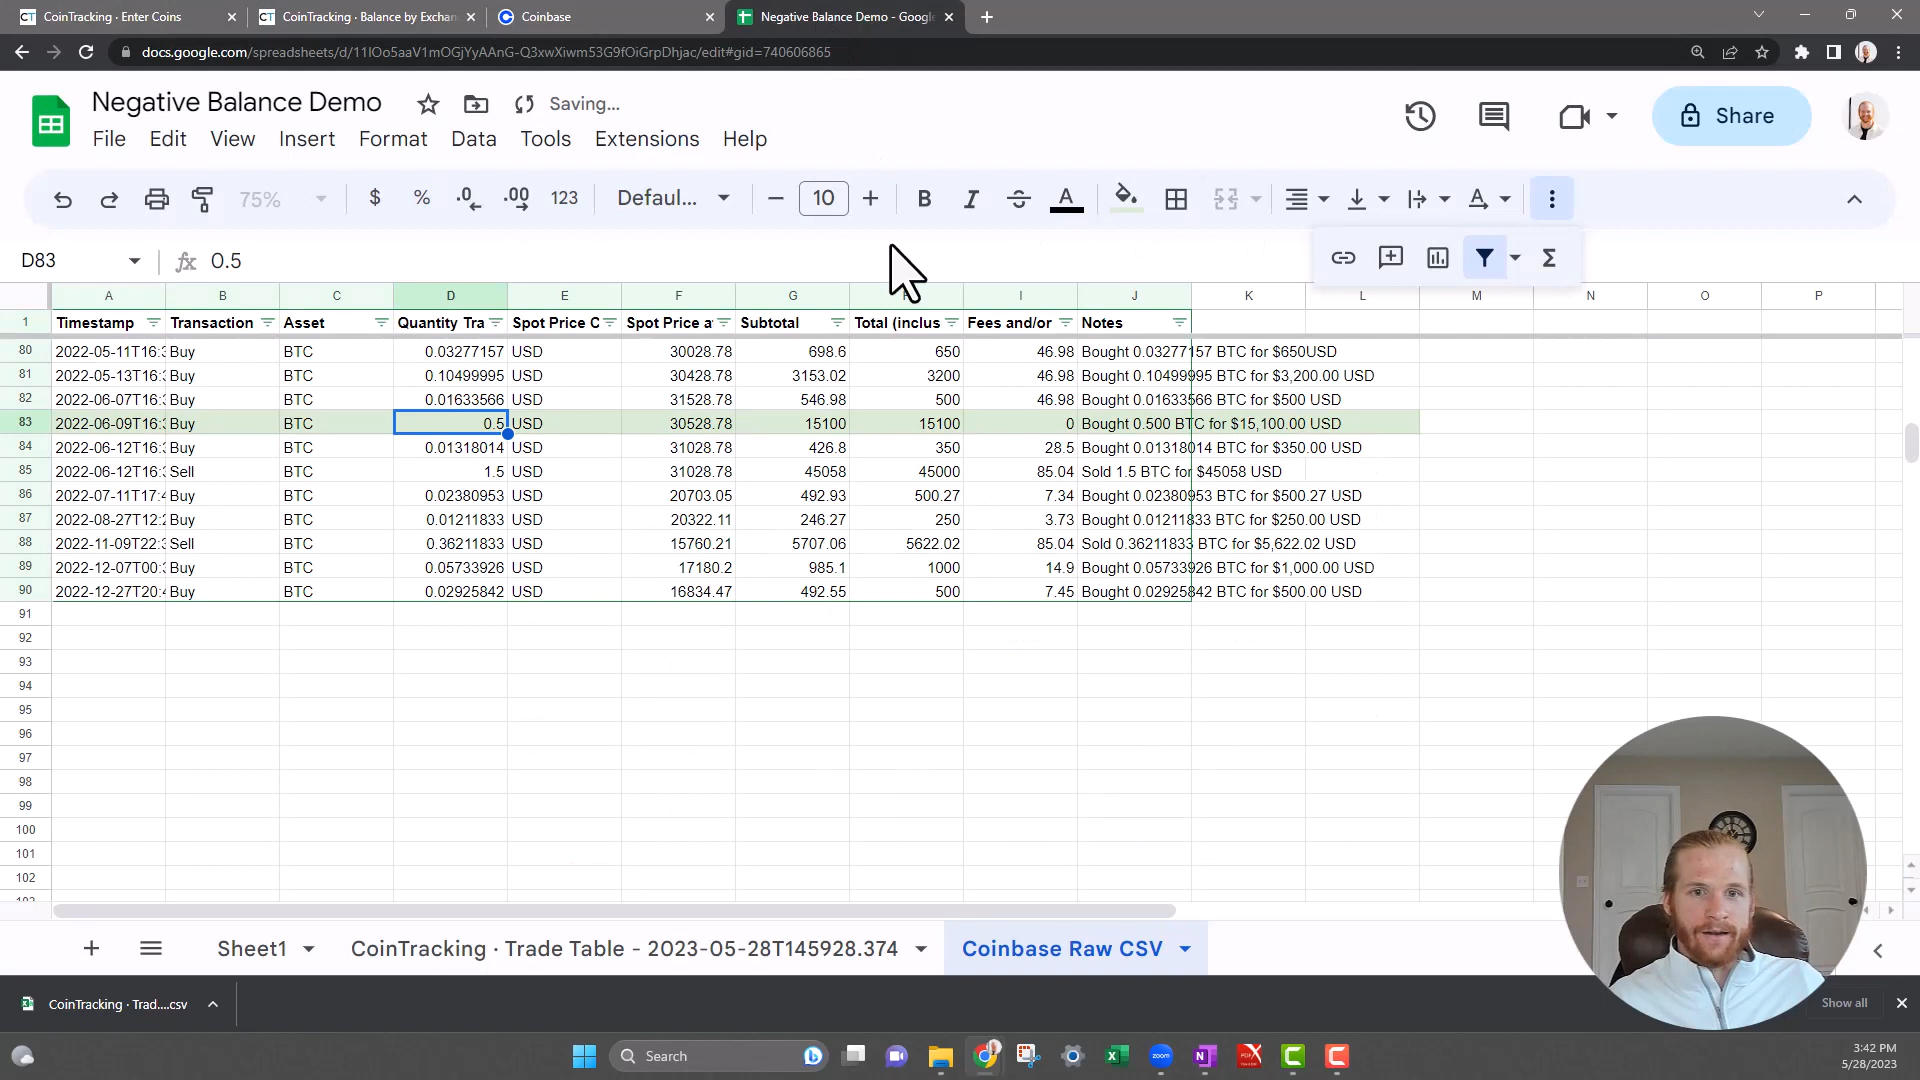 CoinTracking · Enter Coins
CoinTracking · Balance by Exchan
Coinbase
Negative Balance Demo - Googl
docs.google.com/spreadsheets/d/11lOo5aaV1mOGjYyAAnG-Q3xwXiwm53G9fOiGrpDhjac/edit#gid=740606865
Negative Balance Demo
Saving...
Share
File Edit View Insert Format Data Tools Extensions Help
75% $ % .0 .00 123 Defaul... 10 B I A
D83 fx 0.5
A B C D E F G I J K L M N O P
1 Timestamp Transaction Asset Quantity Tra Spot Price C Spot Price a Subtotal Total (inclus Fees and/or Notes
80 2022-05-11T16:3 Buy BTC 0.03277157 USD 30028.78 698.6 650 46.98 Bought 0.03277157 BTC for $650USD
81 2022-05-13T16:3 Buy BTC 0.10499995 USD 30428.78 3153.02 3200 46.98 Bought 0.10499995 BTC for $3,200.00 USD
82 2022-06-07T16:3 Buy BTC 0.01633566 USD 31528.78 546.98 500 46.98 Bought 0.01633566 BTC for $500 USD
83 2022-06-09T16:3 Buy BTC 0.5 USD 30528.78 15100 15100 0 Bought 0.500 BTC for $15,100.00 USD
84 2022-06-12T16:3 Buy BTC 0.01318014 USD 31028.78 426.8 350 28.5 Bought 0.01318014 BTC for $350.00 USD
85 2022-06-12T16:3 Sell BTC 1.5 USD 31028.78 45058 45000 85.04 Sold 1.5 BTC for $45058 USD
86 2022-07-11T17:4 Buy BTC 0.02380953 USD 20703.05 492.93 500.27 7.34 Bought 0.02380953 BTC for $500.27 USD
87 2022-08-27T12:2 Buy BTC 0.01211833 USD 20322.11 246.27 250 3.73 Bought 0.01211833 BTC for $250.00 USD
88 2022-11-09T22:3 Sell BTC 0.36211833 USD 15760.21 5707.06 5622.02 85.04 Sold 0.36211833 BTC for $5,622.02 USD
89 2022-12-07T00:3 Buy BTC 0.05733926 USD 17180.2 985.1 1000 14.9 Bought 0.05733926 BTC for $1,000.00 USD
90 2022-12-27T20:4 Buy BTC 0.02925842 USD 16834.47 492.55 500 7.45 Bought 0.02925842 BTC for $500.00 USD
91
92
93
94
95
96
97
98
99
100
101
102
Sheet1 CoinTracking · Trade Table - 2023-05-28T145928.374 Coinbase Raw CSV
CoinTracking · Trad....csv
Show all
Search
3:42 PM
5/28/2023